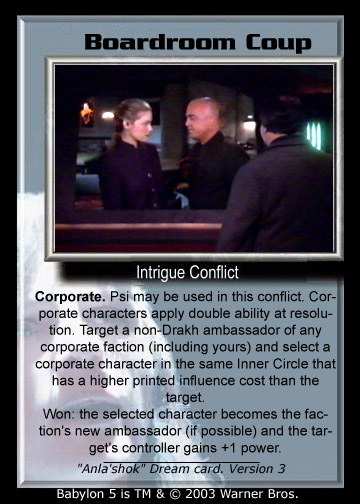 Boardroom Coup
Intrigue Conflict
Corporate. Psi may be used in this conflict. Cor-
porate characters apply double ability at resolu-
tion. Target a non-Drakh ambassador of any
corporate faction (including yours) and select a
corporate character in the same Inner Circle that
has a higher printed influence cost than the
target.
Won: the selected character becomes the fac-
tion's new ambassador (if possible) and the tar-
get's controller gains +1 power.
"Anla'shok" Dream card. Version 3
Babylon 5 is TM & © 2003 Warner Bros.